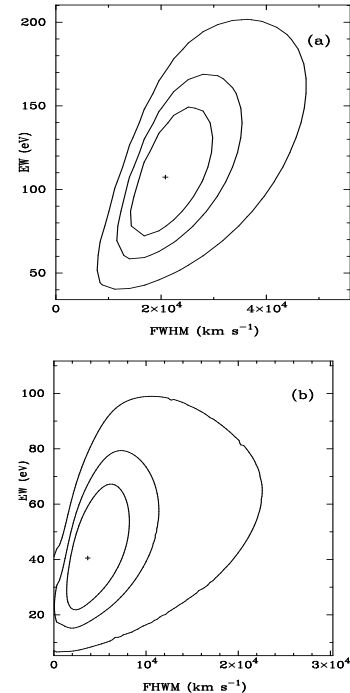 200
(a)
150
EW (eV)
100
50
0
2×10⁴
4×10⁴
FWHM (km s⁻¹)
100
(b)
80
60
EW (eV)
40
20
0
10⁴
2×10⁴
3×10⁴
FHWM (km s⁻¹)